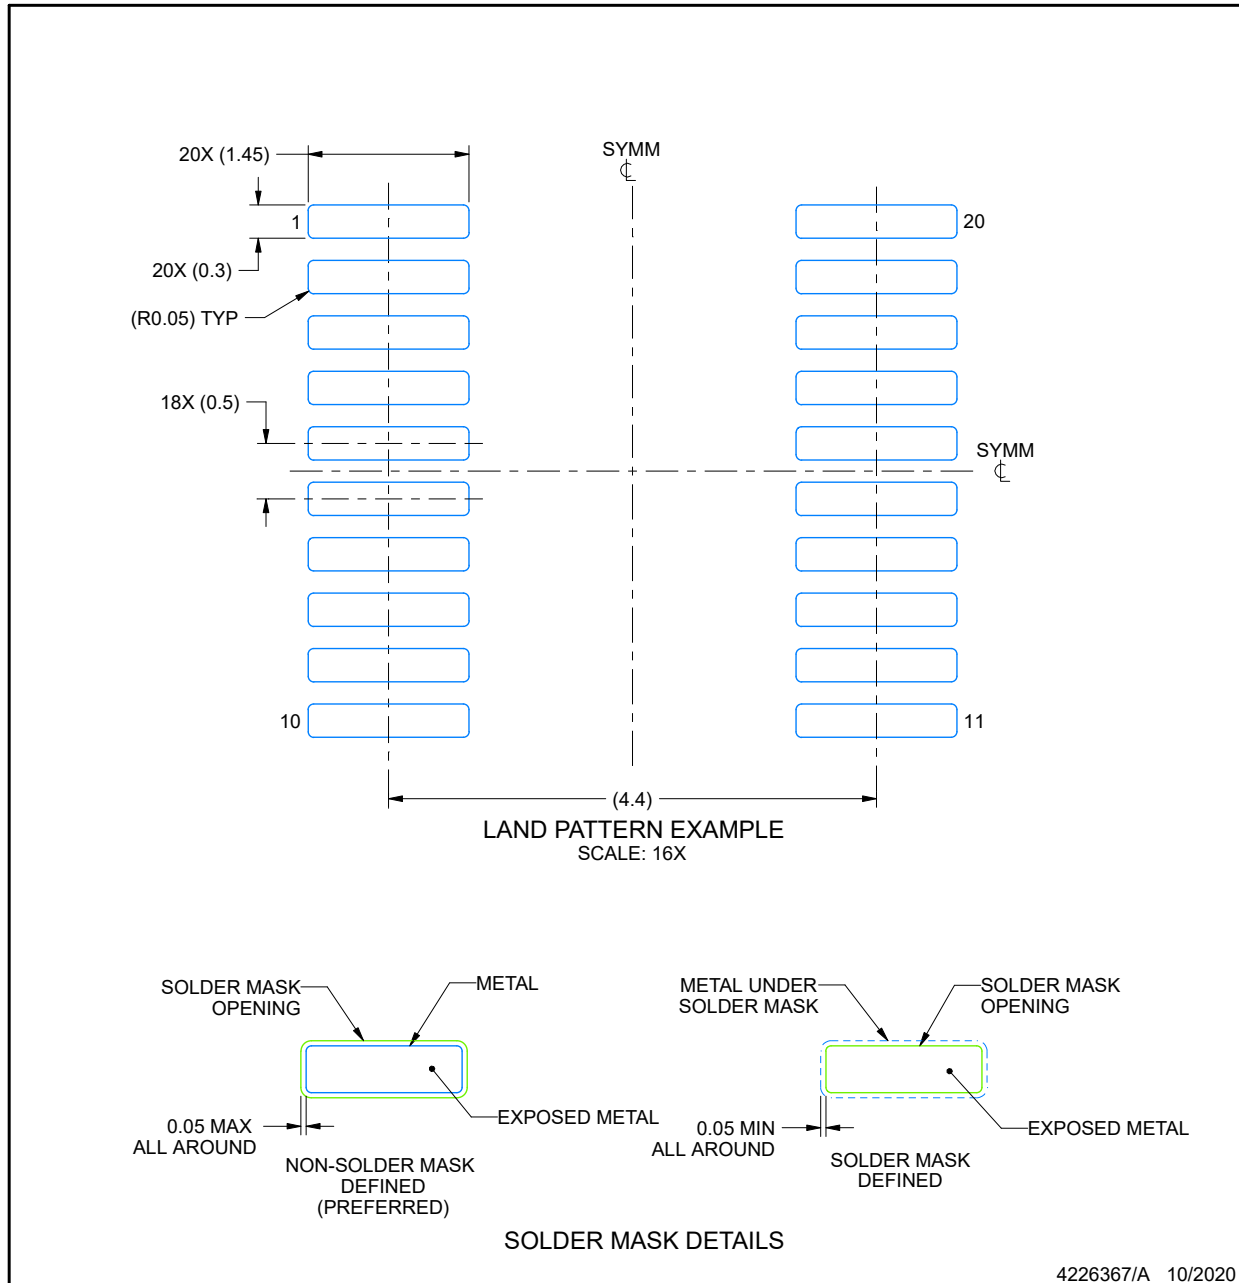 20X (1.45)
SYMM
℄
1
20
20X (0.3)
(R0.05) TYP
18X (0.5)
SYMM
℄
10
11
(4.4)
LAND PATTERN EXAMPLE
SCALE: 16X
SOLDER MASK
OPENING
METAL
EXPOSED METAL
0.05 MAX
ALL AROUND
NON-SOLDER MASK
DEFINED
(PREFERRED)
METAL UNDER
SOLDER MASK
SOLDER MASK
OPENING
EXPOSED METAL
0.05 MIN
ALL AROUND
SOLDER MASK
DEFINED
SOLDER MASK DETAILS
4226367/A 10/2020